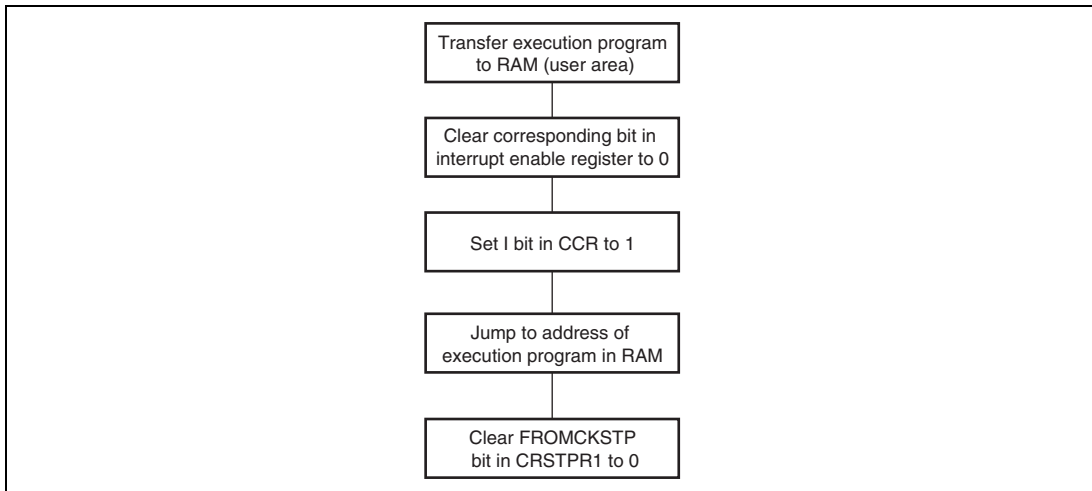 Transfer execution program
to RAM (user area)
Clear corresponding bit in
interrupt enable register to 0
Set I bit in CCR to 1
Jump to address of
execution program in RAM
Clear FROMCKSTP
bit in CRSTPR1 to 0